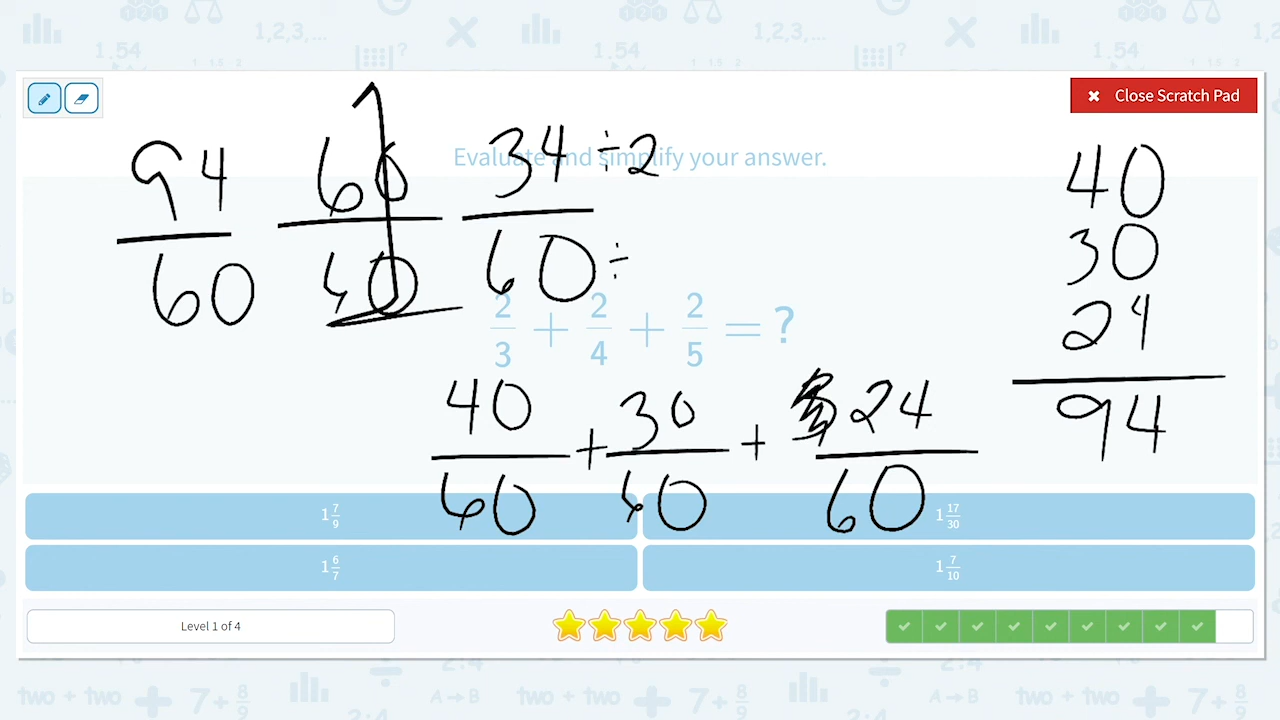 ✖ Close Scratch Pad
Evaluate and simplify your answer.
94/60 60/60 1 34/60 ÷2 ÷
40
30
24
94
2/3 + 2/4 + 2/5 = ?
40/60 + 30/60 + 24/60
1 7/9
1 17/30
1 6/7
1 7/10
Level 1 of 4